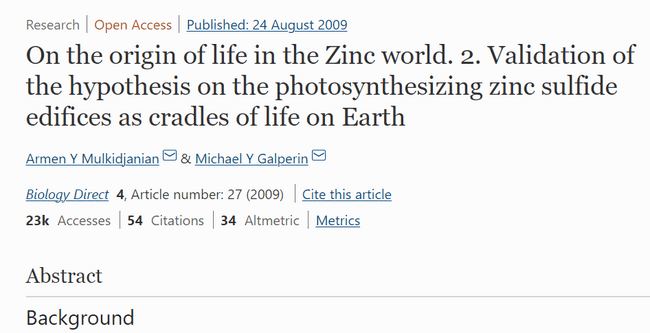 Research | Open Access | Published: 24 August 2009
On the origin of life in the Zinc world. 2. Validation of
the hypothesis on the photosynthesizing zinc sulfide
edifices as cradles of life on Earth
Armen Y Mulkidjanian & Michael Y Galperin
Biology Direct 4, Article number: 27 (2009) | Cite this article
23k Accesses | 54 Citations | 34 Altmetric | Metrics
Abstract
Background